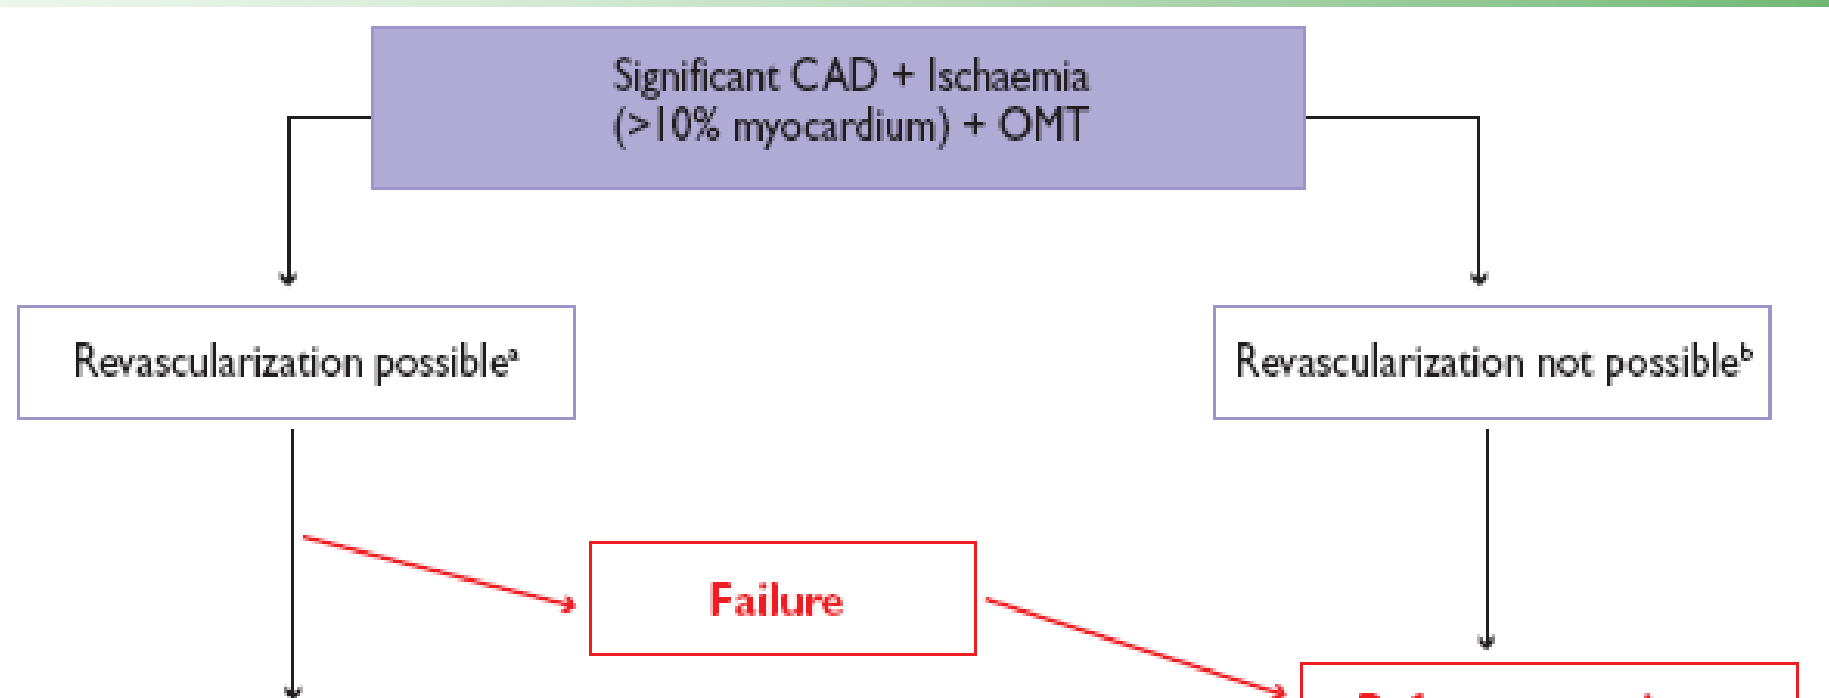 Significant CAD + Ischaemia
(>10% myocardium) + OMT
Revascularization possibleᵃ
Revascularization not possibleᵇ
Failure